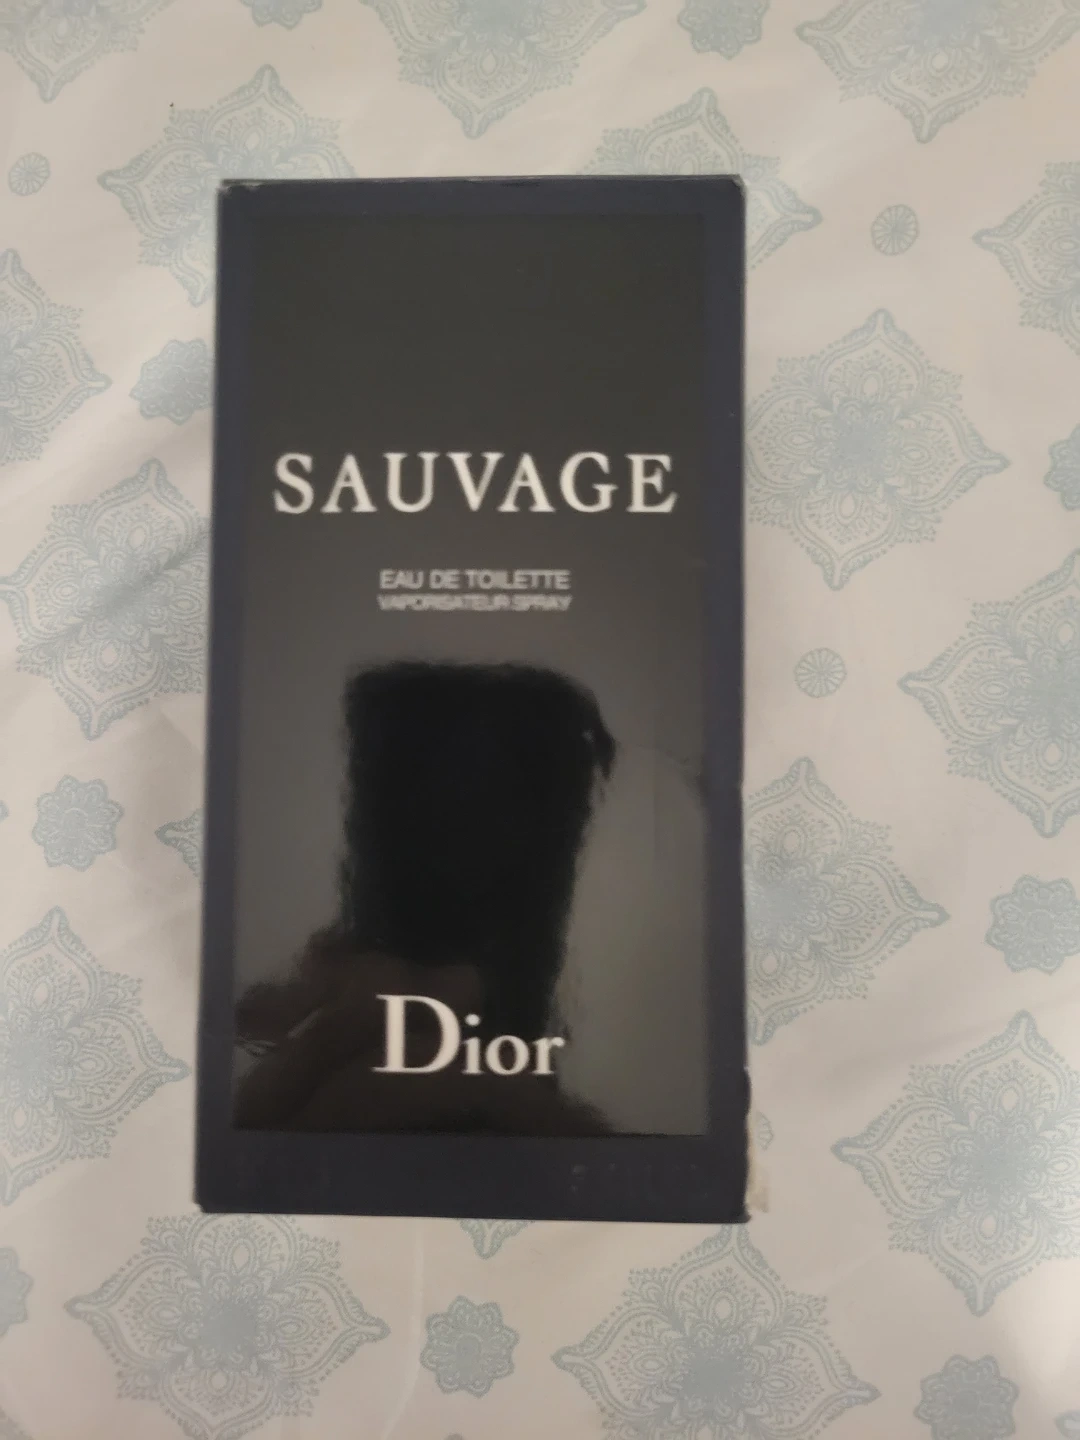 SAUVAGE
EAU DE TOILETTE
VAPORISATEUR SPRAY
Dior